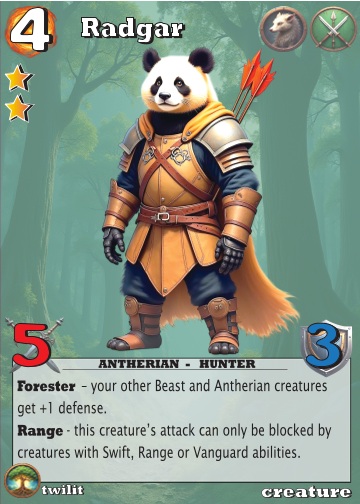 4 Radgar
5 3
ANTHERIAN - HUNTER
Forester - your other Beast and Antherian creatures
get +1 defense.
Range - this creature's attack can only be blocked by
creatures with Swift, Range or Vanguard abilities.
twilit creature